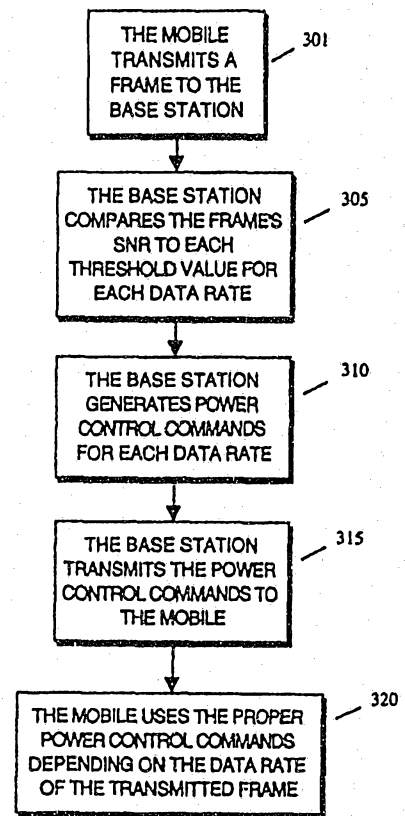 THE MOBILE
TRANSMITS A
FRAME TO THE
BASE STATION
301
THE BASE STATION
COMPARES THE FRAME'S
SNR TO EACH
THRESHOLD VALUE FOR
EACH DATA RATE
305
THE BASE STATION
GENERATES POWER
CONTROL COMMANDS
FOR EACH DATA RATE
310
THE BASE STATION
TRANSMITS THE POWER
CONTROL COMMANDS TO
THE MOBILE
315
THE MOBILE USES THE PROPER
POWER CONTROL COMMANDS
DEPENDING ON THE DATA RATE
OF THE TRANSMITTED FRAME
320